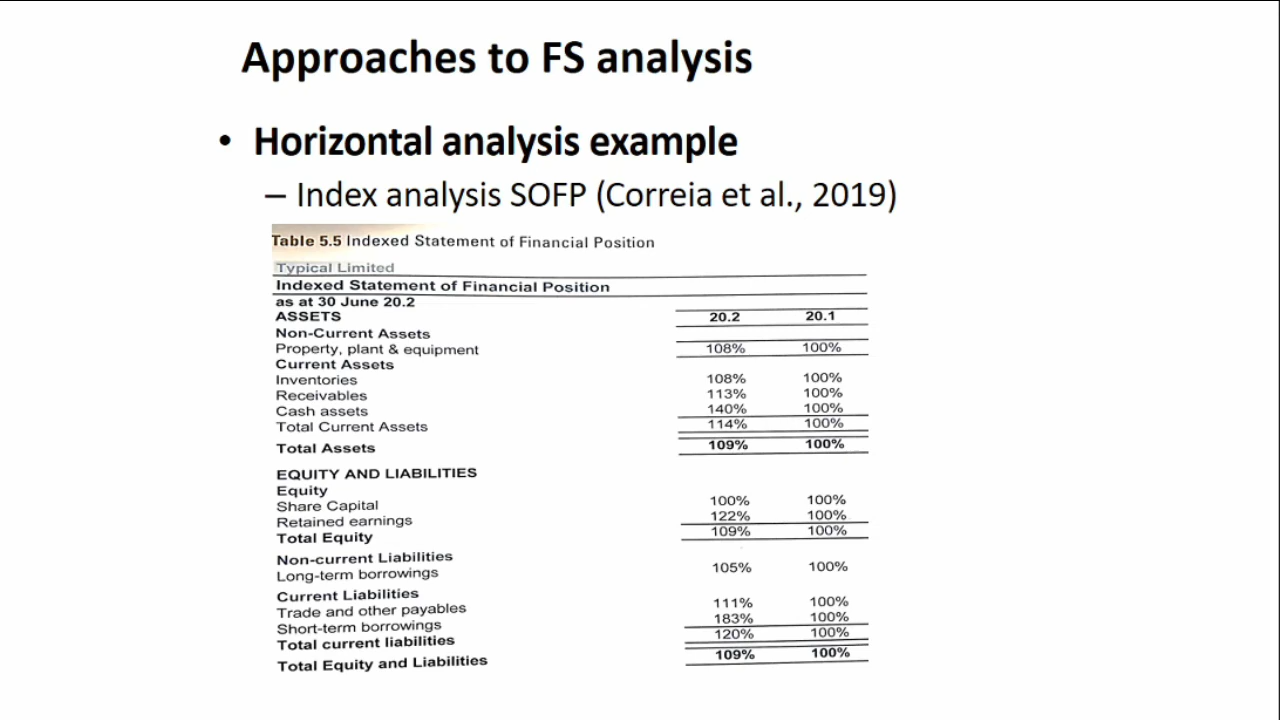 Approaches to FS analysis
• Horizontal analysis example
– Index analysis SOFP (Correia et al., 2019)
Table 5.5 Indexed Statement of Financial Position
Typical Limited
Indexed Statement of Financial Position
as at 30 June 20.2
ASSETS 20.2 20.1
Non-Current Assets
Property, plant & equipment 108% 100%
Current Assets
Inventories 108% 100%
Receivables 113% 100%
Cash assets 140% 100%
Total Current Assets 114% 100%
Total Assets 109% 100%
EQUITY AND LIABILITIES
Equity
Share Capital 100% 100%
Retained earnings 122% 100%
Total Equity 109% 100%
Non-current Liabilities
Long-term borrowings 105% 100%
Current Liabilities
Trade and other payables 111% 100%
Short-term borrowings 183% 100%
Total current liabilities 120% 100%
Total Equity and Liabilities 109% 100%